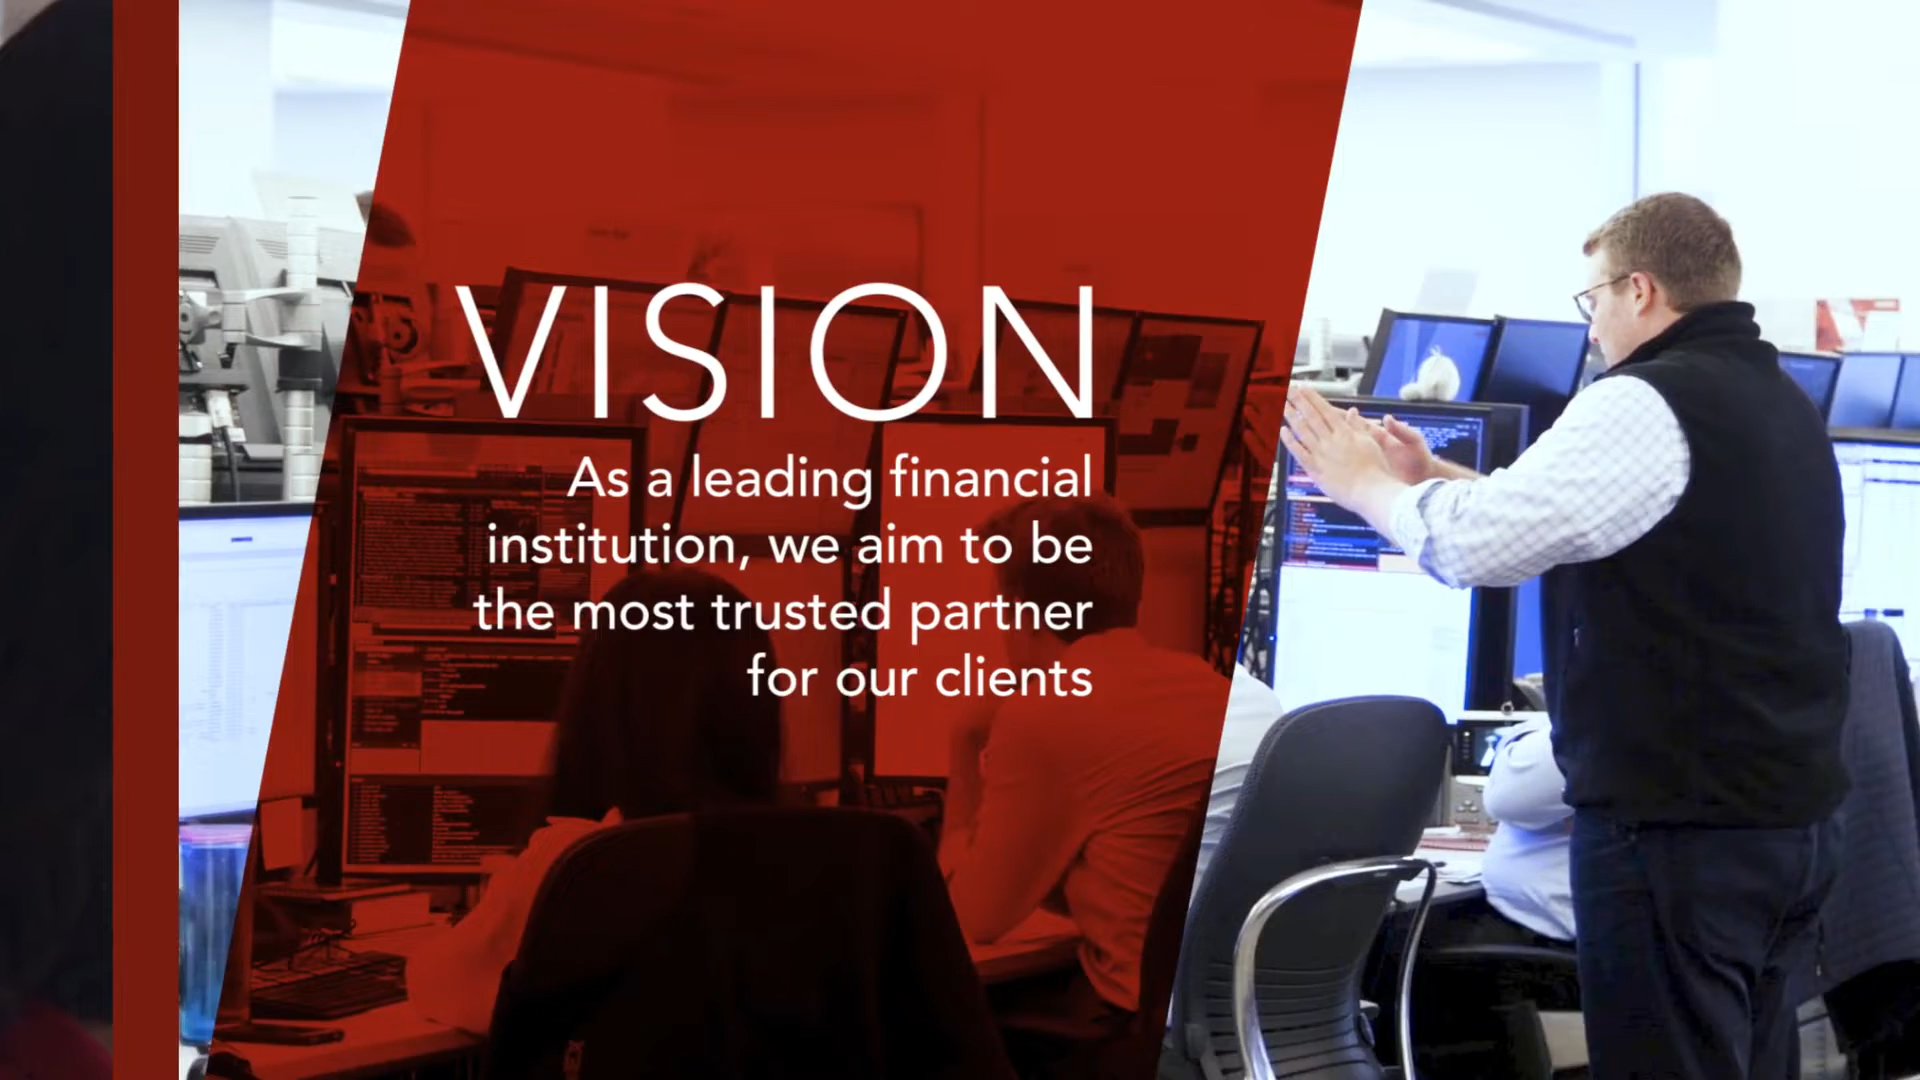 VISION
As a leading financial
institution, we aim to be
the most trusted partner
for our clients